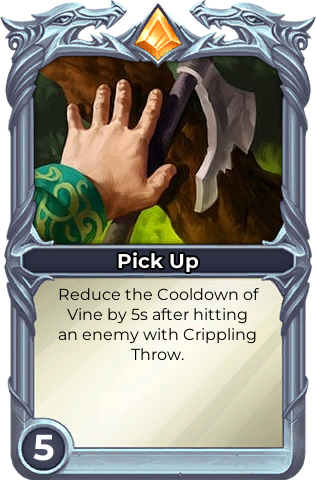 Pick Up
Reduce the Cooldown of
Vine by 5s after hitting
an enemy with Crippling
Throw.
5